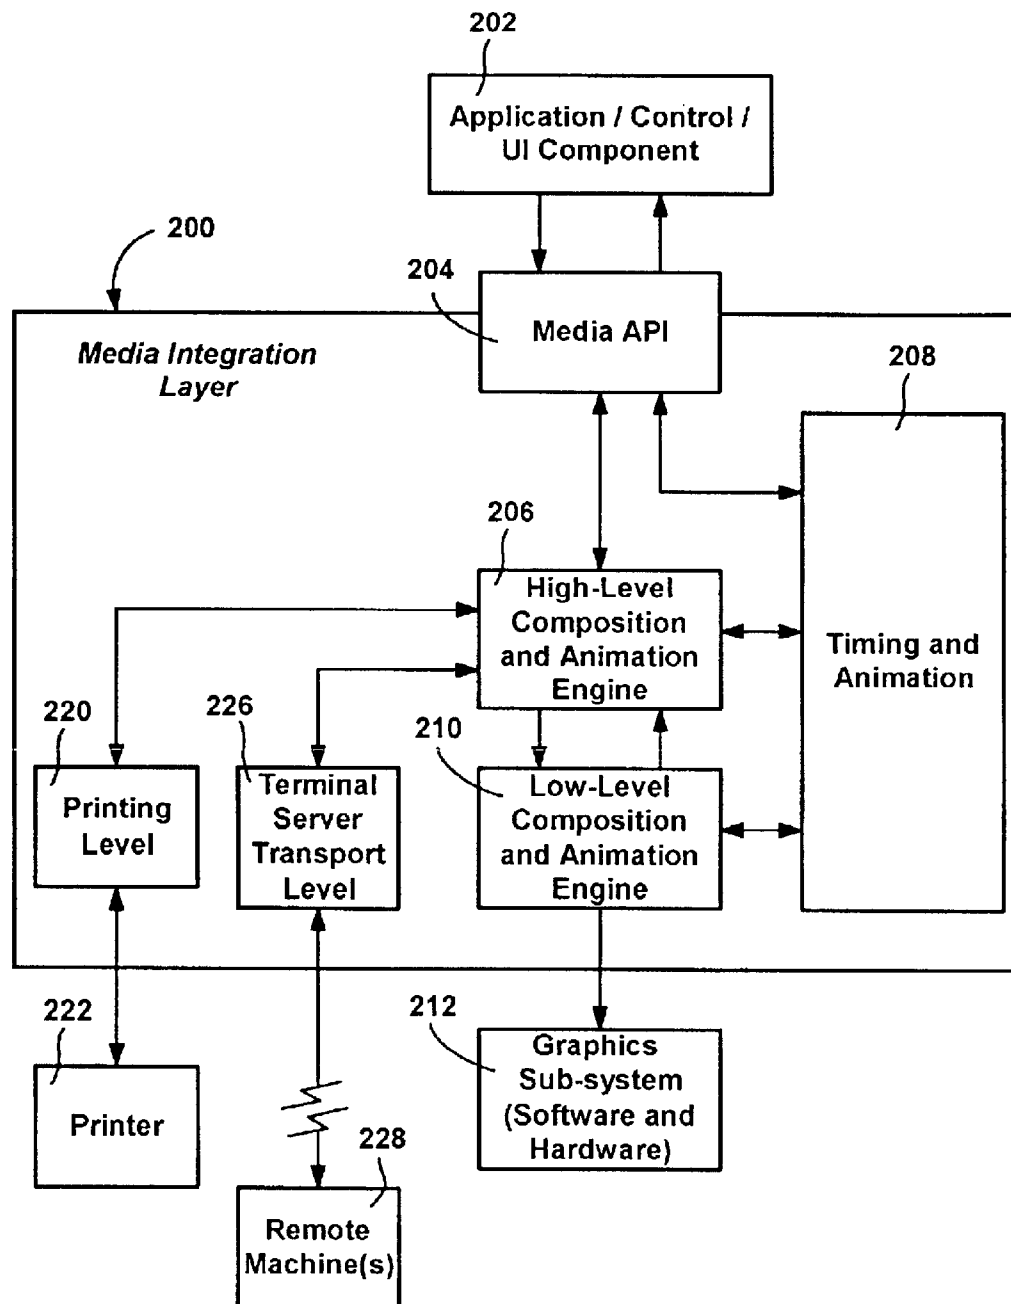 202
Application / Control /
UI Component
200
204
Media API
Media Integration
Layer
208
206
High-Level
Composition
and Animation
Engine
Timing and
Animation
220
226
210
Printing
Level
Terminal
Server
Transport
Level
Low-Level
Composition
and Animation
Engine
222
212
Printer
Graphics
Sub-system
(Software and
Hardware)
228
Remote
Machine(s)